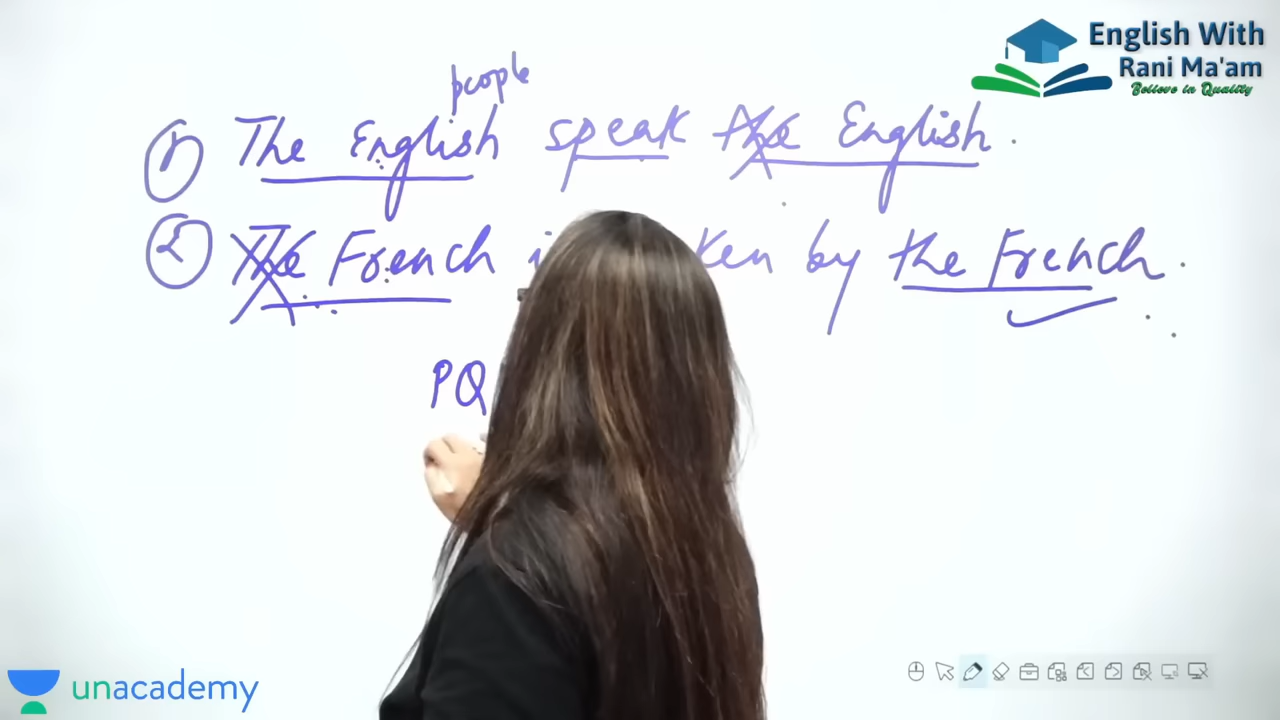 English With
Rani Ma'am
Believe in Quality
people
1 The English speak the English.
2 The French ken by the French.
PQ
unacademy